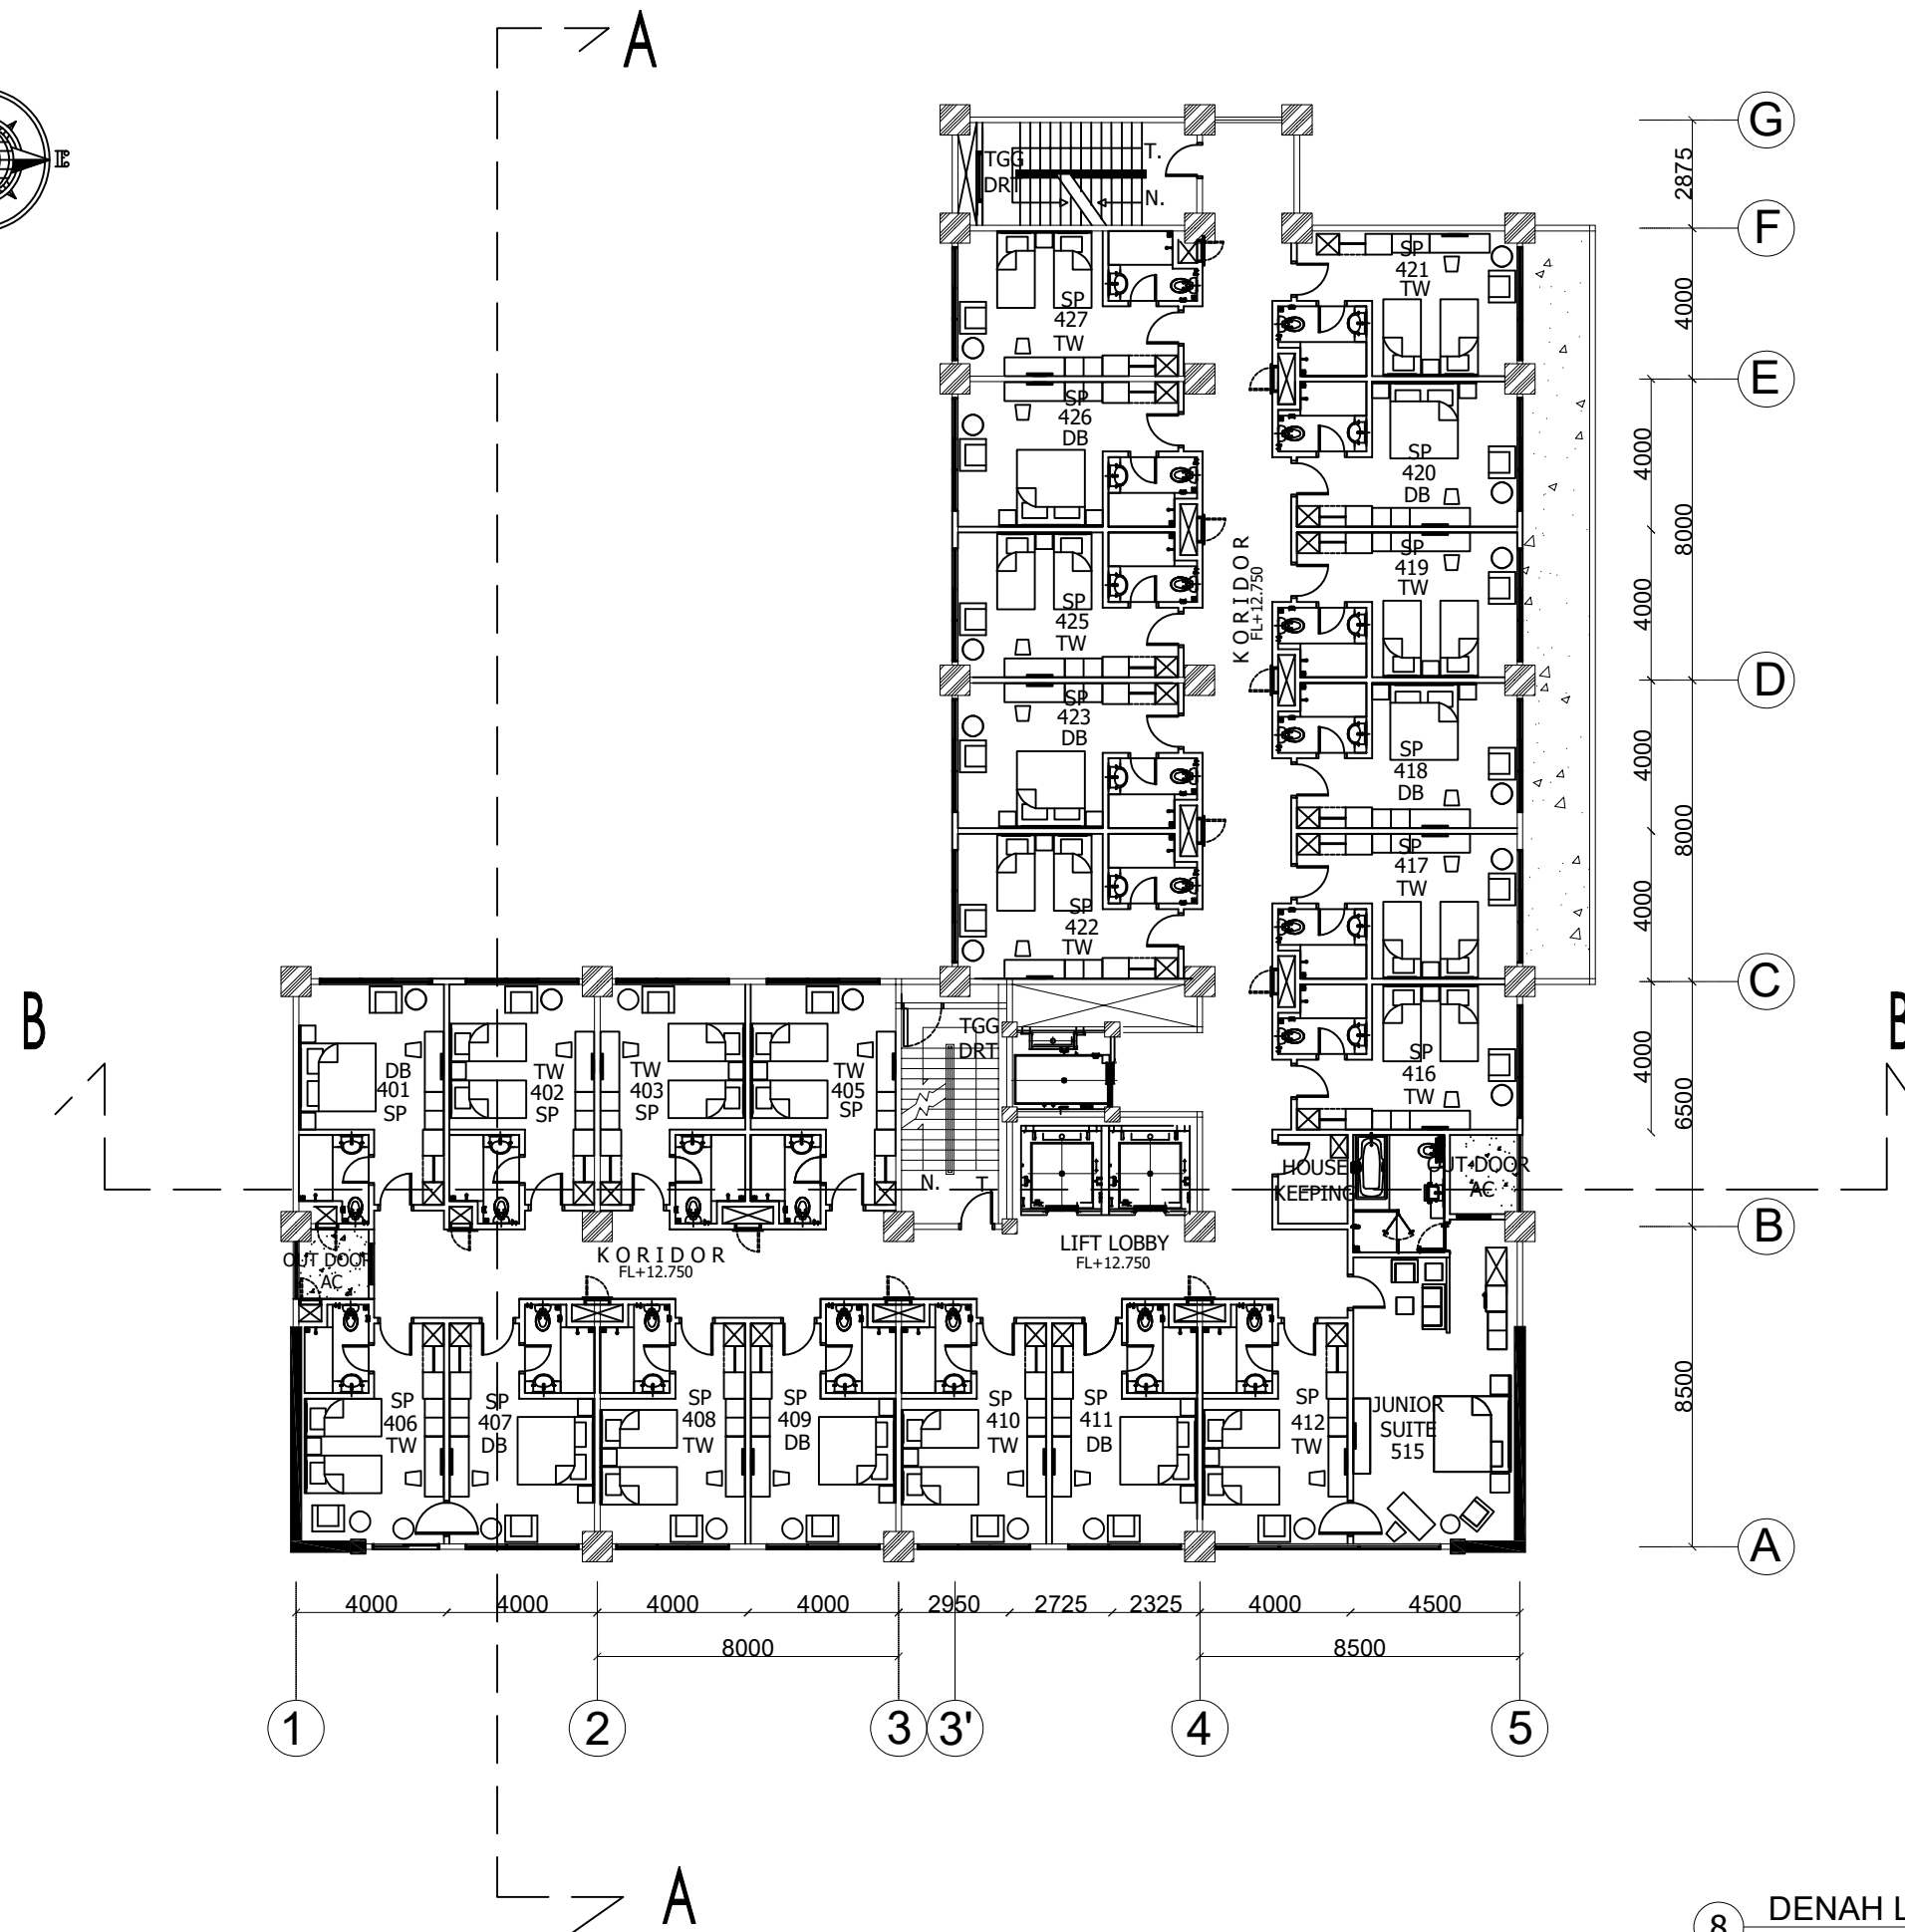 A
G
TGG
DRT
T.
N.
2875
F
SP
421
TW
SP
427
TW
4000
E
SP
426
DB
SP
420
DB
4000
8000
KORIDOR
FL+12.750
SP
419
TW
SP
425
TW
4000
D
SP
423
DB
SP
418
DB
4000
8000
SP
417
TW
SP
422
TW
4000
C
B
B
TGG
DRT
DB
401
SP
TW
402
SP
TW
403
SP
TW
405
SP
SP
416
TW
4000
6500
N.
T
HOUSE
KEEPING
OUT-DOOR
AC
B
KORIDOR
FL+12.750
LIFT LOBBY
FL+12.750
OUT DOOR
AC
SP
406
TW
SP
407
DB
SP
408
TW
SP
409
DB
SP
410
TW
SP
411
DB
SP
412
TW
JUNIOR
SUITE
515
8500
A
4000 4000 4000 4000 2950 2725 2325 4000 4500
8000 8500
1 2 3 3' 4 5
A
8 DENAH L